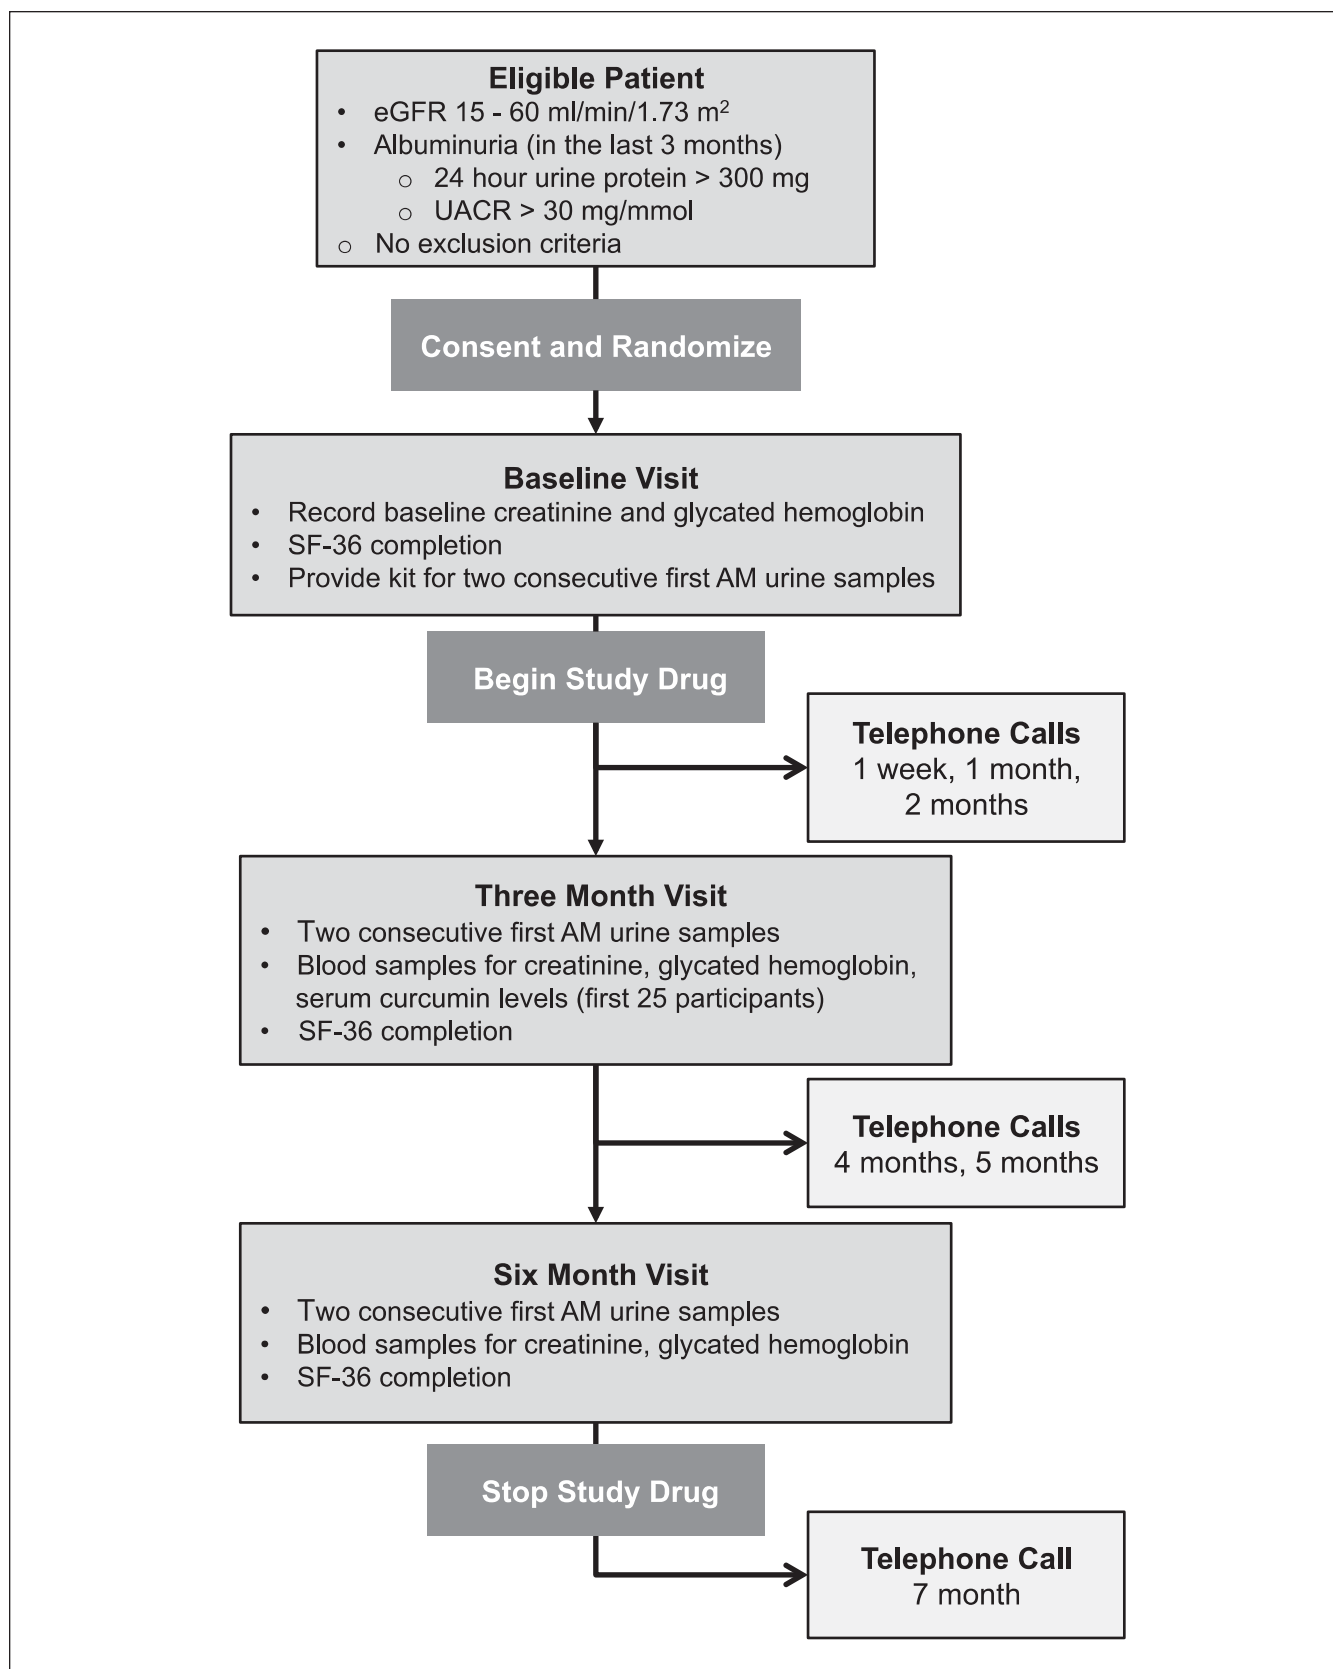 Eligible Patient
• eGFR 15 - 60 ml/min/1.73 m²
• Albuminuria (in the last 3 months)
o 24 hour urine protein > 300 mg
o UACR > 30 mg/mmol
o No exclusion criteria
Consent and Randomize
Baseline Visit
• Record baseline creatinine and glycated hemoglobin
• SF-36 completion
• Provide kit for two consecutive first AM urine samples
Begin Study Drug
Telephone Calls
1 week, 1 month,
2 months
Three Month Visit
• Two consecutive first AM urine samples
• Blood samples for creatinine, glycated hemoglobin,
serum curcumin levels (first 25 participants)
• SF-36 completion
Telephone Calls
4 months, 5 months
Six Month Visit
• Two consecutive first AM urine samples
• Blood samples for creatinine, glycated hemoglobin
• SF-36 completion
Stop Study Drug
Telephone Call
7 month